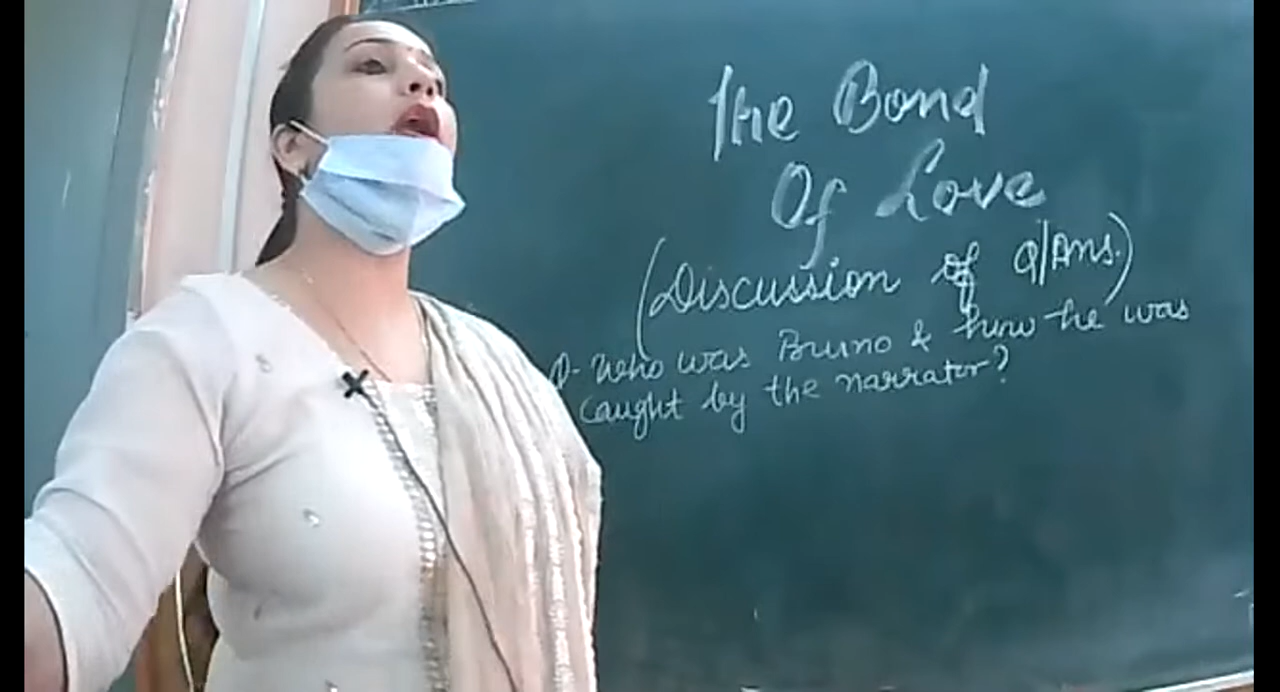 The Bond
Of Love
(Discussion of Q/Ans.)
Q- Who was Bruno & how he was
caught by the narrator?